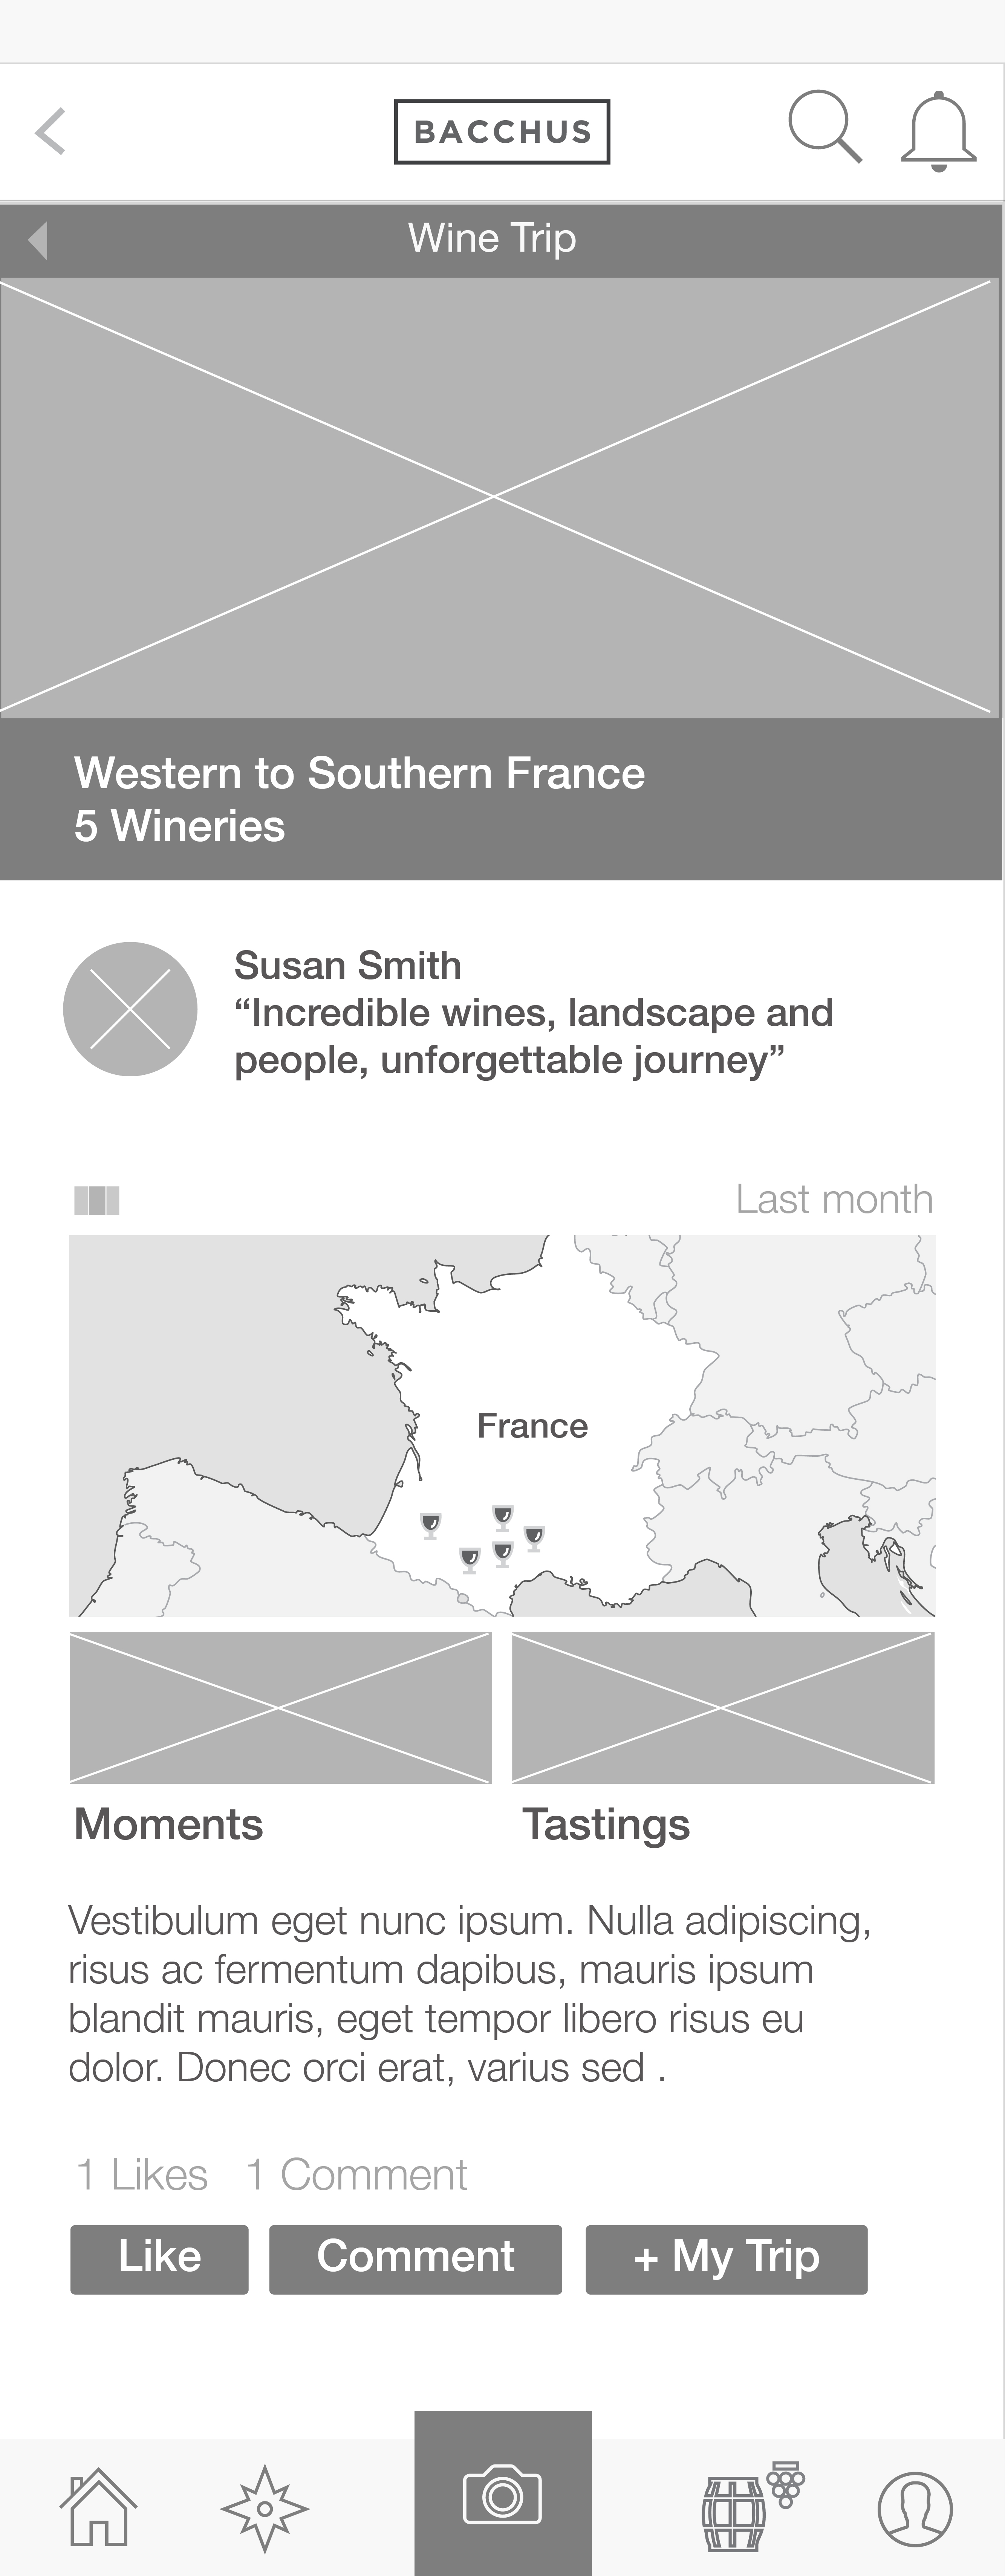 BACCHUS
Wine Trip
Western to Southern France
5 Wineries
Susan Smith
“Incredible wines, landscape and
people, unforgettable journey”
Last month
France
Moments
Tastings
Vestibulum eget nunc ipsum. Nulla adipiscing,
risus ac fermentum dapibus, mauris ipsum
blandit mauris, eget tempor libero risus eu
dolor. Donec orci erat, varius sed .
1 Likes 1 Comment
Like
Comment
+ My Trip